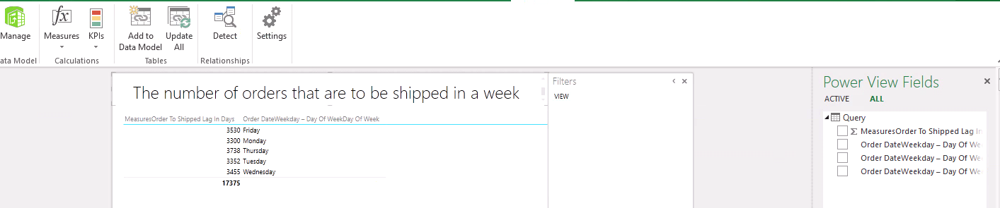 Manage
Measures
KPIs
Add to
Data Model
Update
All
Detect
Settings
ata Model
Calculations
Tables
Relationships
The number of orders that are to be shipped in a week
MeasuresOrder To Shipped Lag In Days Order DateWeekday – Day Of WeekDay Of Week
3530 Friday
3300 Monday
3738 Thursday
3352 Tuesday
3455 Wednesday
17375
Filters
VIEW
Power View Fields
ACTIVE ALL
Query
Σ MeasuresOrder To Shipped Lag In
Order DateWeekday – Day Of We
Order DateWeekday – Day Of We
Order DateWeekday – Day Of We